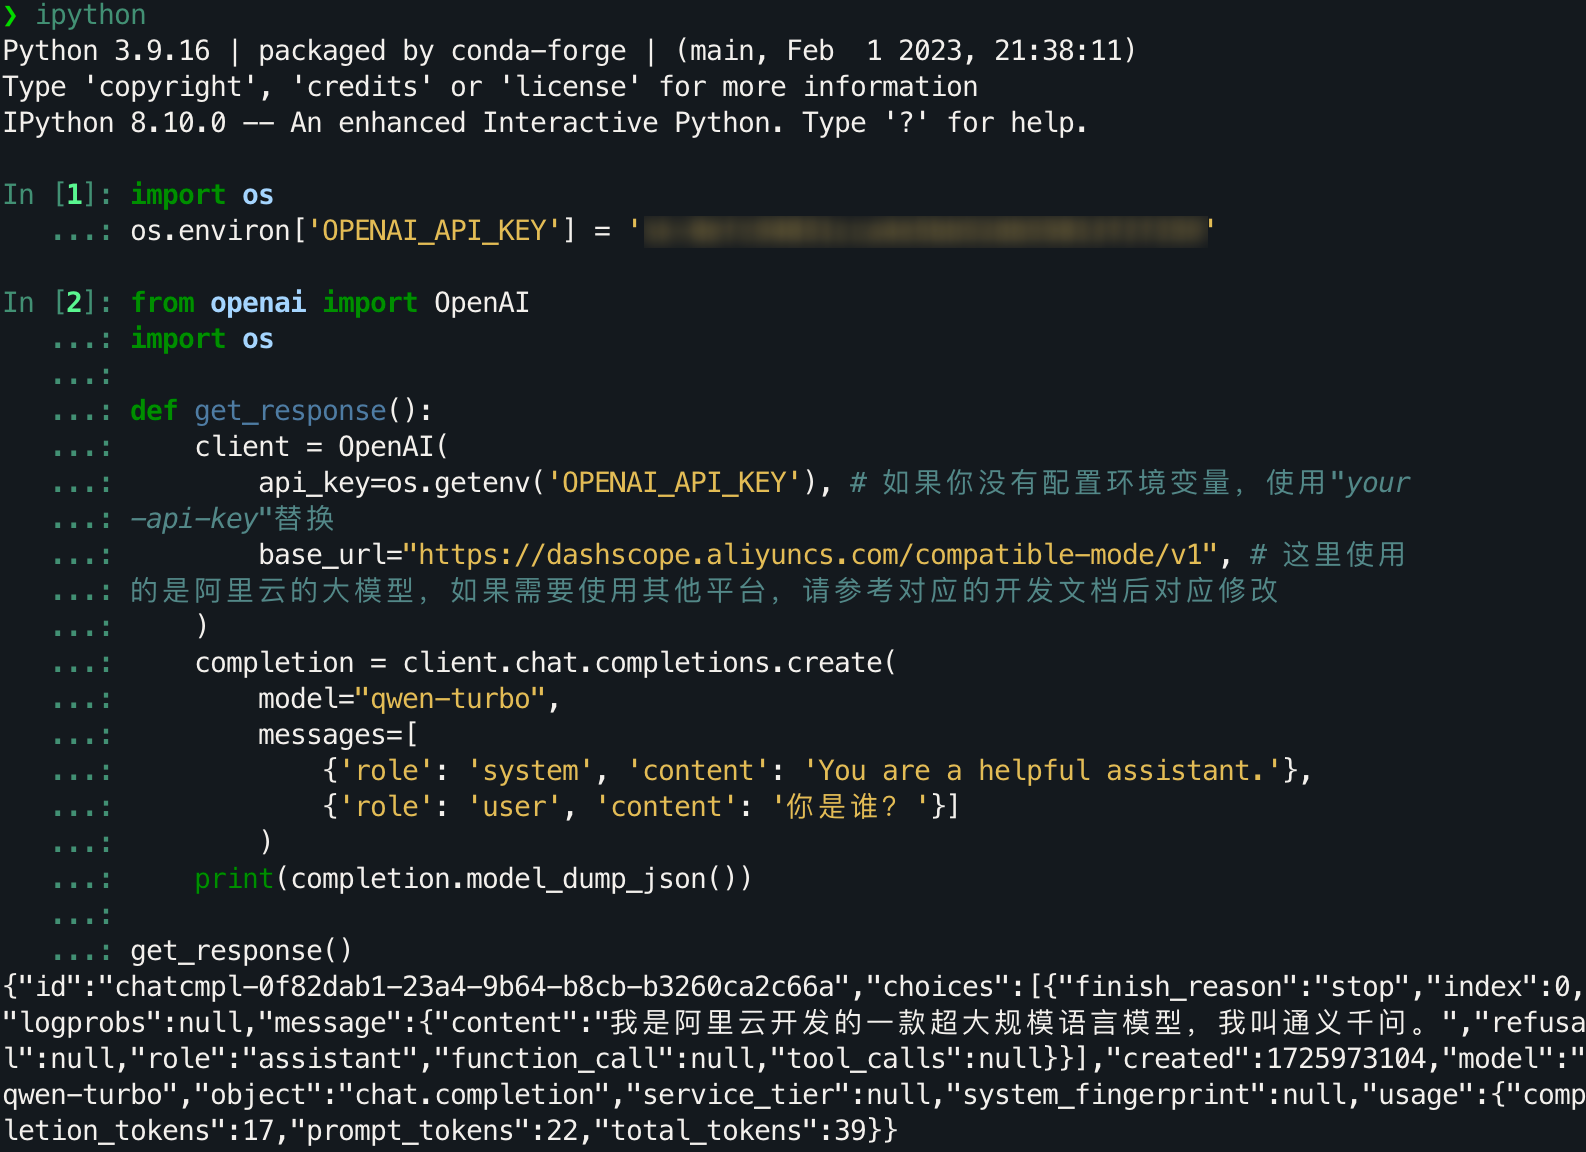 ❯ ipython
Python 3.9.16 | packaged by conda-forge | (main, Feb  1 2023, 21:38:11)
Type 'copyright', 'credits' or 'license' for more information
IPython 8.10.0 -- An enhanced Interactive Python. Type '?' for help.
In [1]: import os
   ...: os.environ['OPENAI_API_KEY'] = ''
In [2]: from openai import OpenAI
   ...: import os
   ...:
   ...: def get_response():
   ...:     client = OpenAI(
   ...:         api_key=os.getenv('OPENAI_API_KEY'), # 如果你没有配置环境变量，使用"your
   ...: -api-key"替换
   ...:         base_url="https://dashscope.aliyuncs.com/compatible-mode/v1", # 这里使用
   ...: 的是阿里云的大模型，如果需要使用其他平台，请参考对应的开发文档后对应修改
   ...:     )
   ...:     completion = client.chat.completions.create(
   ...:         model="qwen-turbo",
   ...:         messages=[
   ...:             {'role': 'system', 'content': 'You are a helpful assistant.'},
   ...:             {'role': 'user', 'content': '你是谁？'}]
   ...:         )
   ...:     print(completion.model_dump_json())
   ...:
   ...: get_response()
{"id":"chatcmpl-0f82dab1-23a4-9b64-b8cb-b3260ca2c66a","choices":[{"finish_reason":"stop","index":0,
"logprobs":null,"message":{"content":"我是阿里云开发的一款超大规模语言模型，我叫通义千问。","refusa
l":null,"role":"assistant","function_call":null,"tool_calls":null}}],"created":1725973104,"model":"
qwen-turbo","object":"chat.completion","service_tier":null,"system_fingerprint":null,"usage":{"comp
letion_tokens":17,"prompt_tokens":22,"total_tokens":39}}